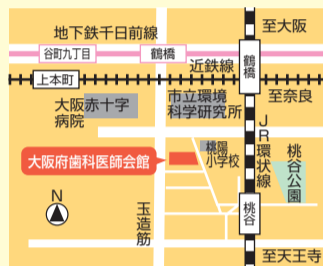 地下鉄千日前線
至大阪
谷町九丁目
鶴橋
近鉄線
鶴橋
上本町
至奈良
大阪赤十字
病院
市立環境
科学研究所
桃陽
小学校
JR環状線
桃谷公園
大阪府歯科医師会館
N
玉造筋
桃谷
至天王寺